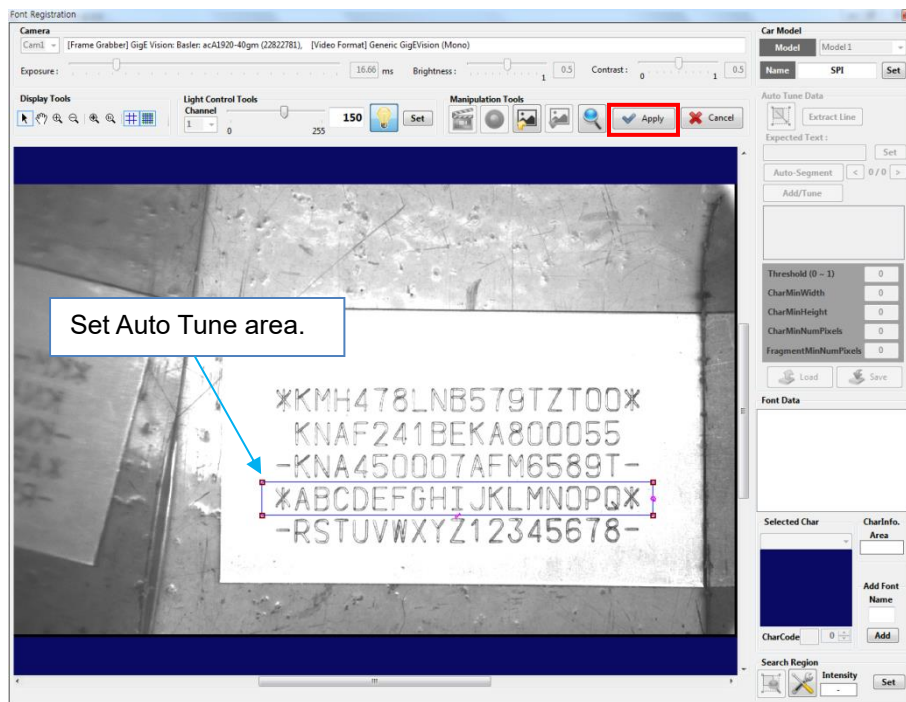 Font Registration
Camera
Cam1 [Frame Grabber] GigE Vision: Basler: acA1920-40gm (22822781), [Video Format] Generic GigEVision (Mono)
Exposure : 16.66 ms Brightness : 1 0.5 Contrast : 0 1 0.5
Display Tools
Light Control Tools
Channel
1 0 255 150 Set
Manipulation Tools
Apply Cancel
Set Auto Tune area.
*KMH478LNB579TZT00*
KNAF241BEKA800055
-KNA450007AFM6589T-
*ABCDEFGHIJKLMNOPQ*
-RSTUVWXYZ12345678-
Car Model
Model Model 1
Name SPI Set
Auto Tune Data
Extract Line
Expected Text :
Set
Auto-Segment < 0 / 0 >
Add/Tune
Threshold (0 ~ 1) 0
CharMinWidth 0
CharMinHeight 0
CharMinNumPixels 0
FragmentMinNumPixels 0
Load Save
Font Data
Selected Char CharInfo.
Area
Add Font
Name
CharCode 0 Add
Search Region
Intensity
- Set